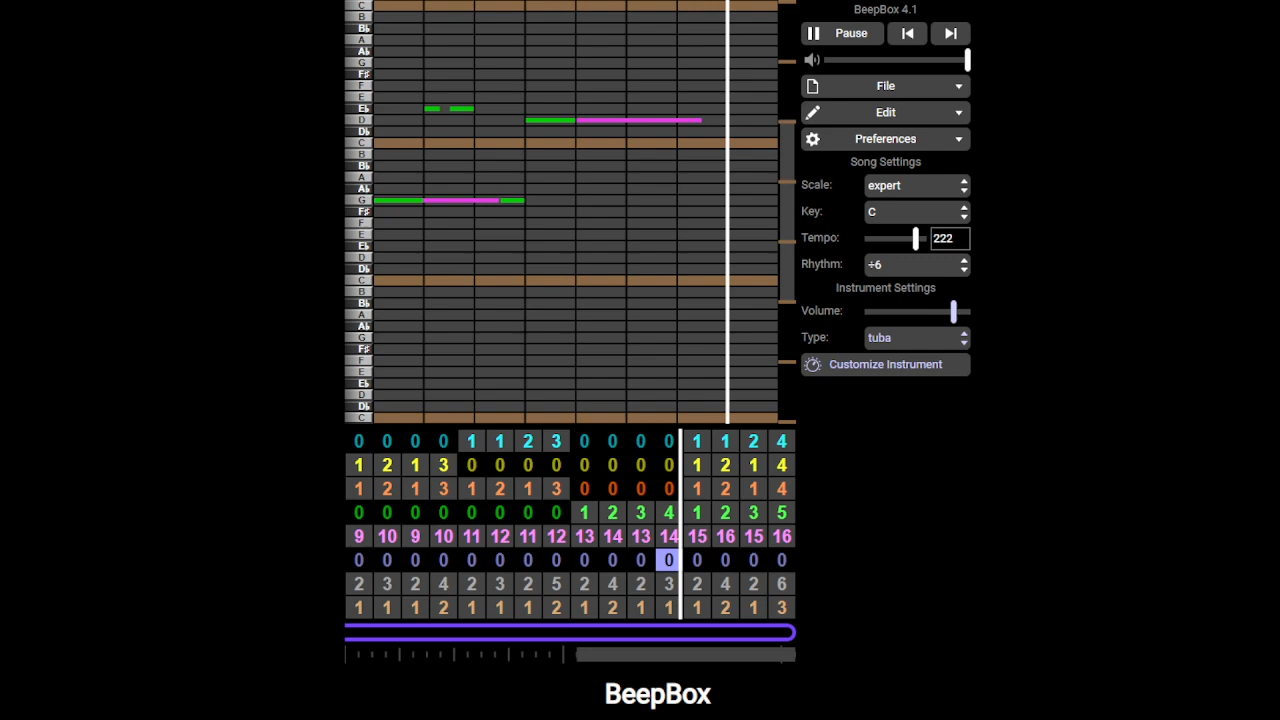 BeepBox 4.1
Pause
File
Edit
Preferences
Song Settings
Scale: expert
Key: C
Tempo: 222
Rhythm: ÷6
Instrument Settings
Volume:
Type: tuba
Customize Instrument
C
B
B♭
A
A♭
G
F♯
F
E
E♭
D
D♭
C
B
B♭
A
A♭
G
F♯
F
E
E♭
D
D♭
C
B
B♭
A
A♭
G
F♯
F
E
E♭
D
D♭
C
0 0 0 0 1 1 2 3 0 0 0 0 1 1 2 4
1 2 1 3 0 0 0 0 0 0 0 0 1 2 1 4
1 2 1 3 1 2 1 3 0 0 0 0 1 2 1 4
0 0 0 0 0 0 0 0 1 2 3 4 1 2 3 5
9 10 9 10 11 12 11 12 13 14 13 14 15 16 15 16
0 0 0 0 0 0 0 0 0 0 0 0 0 0 0 0
2 3 2 4 2 3 2 5 2 4 2 3 2 4 2 6
1 1 1 2 1 1 1 2 1 2 1 1 1 2 1 3
BeepBox